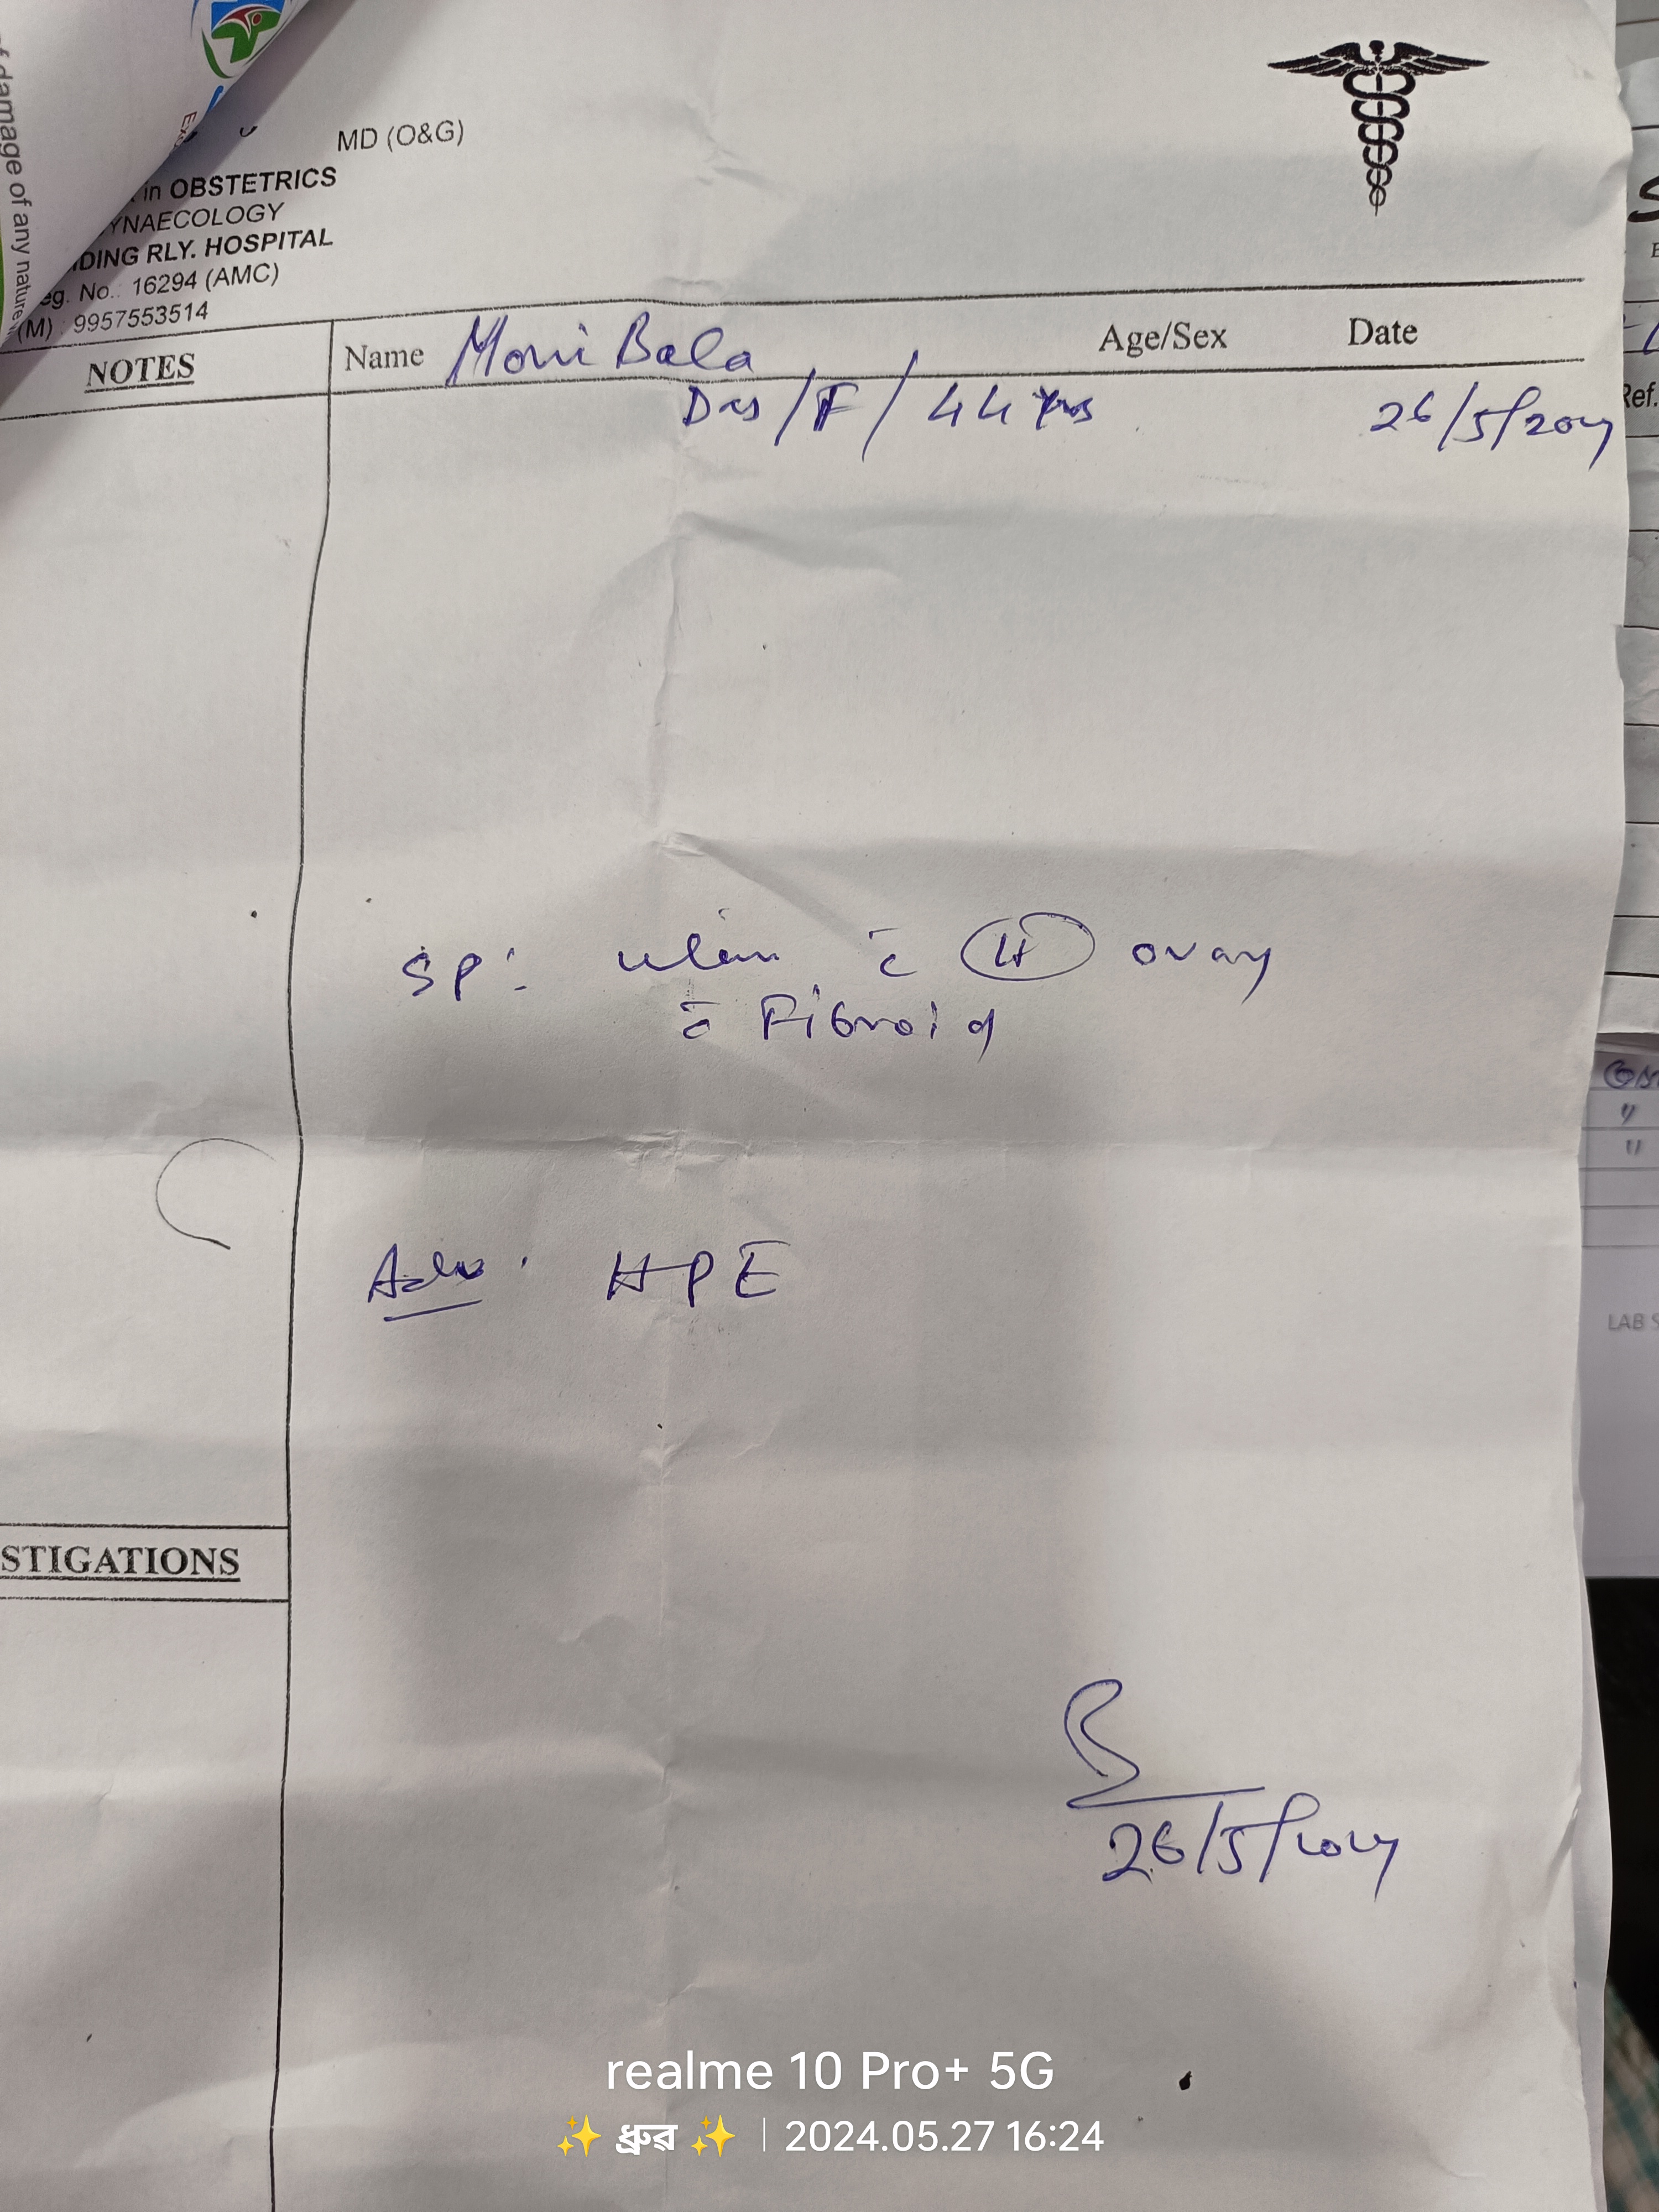 of damage of any nature
MD (O&G)
in OBSTETRICS
YNAECOLOGY
DING RLY. HOSPITAL
eg. No.: 16294 (AMC)
(M) : 9957553514
NOTES
Name Moni Bala Age/Sex Date
Das / F / 44 yrs 26/5/2024
Ref.
SP: c̄ ovary
c̄ Fibroid
Adv: HPE
LAB S
STIGATIONS
26/5/2024
realme 10 Pro+ 5G
✨ ধ্ৰুৱ ✨ | 2024.05.27 16:24